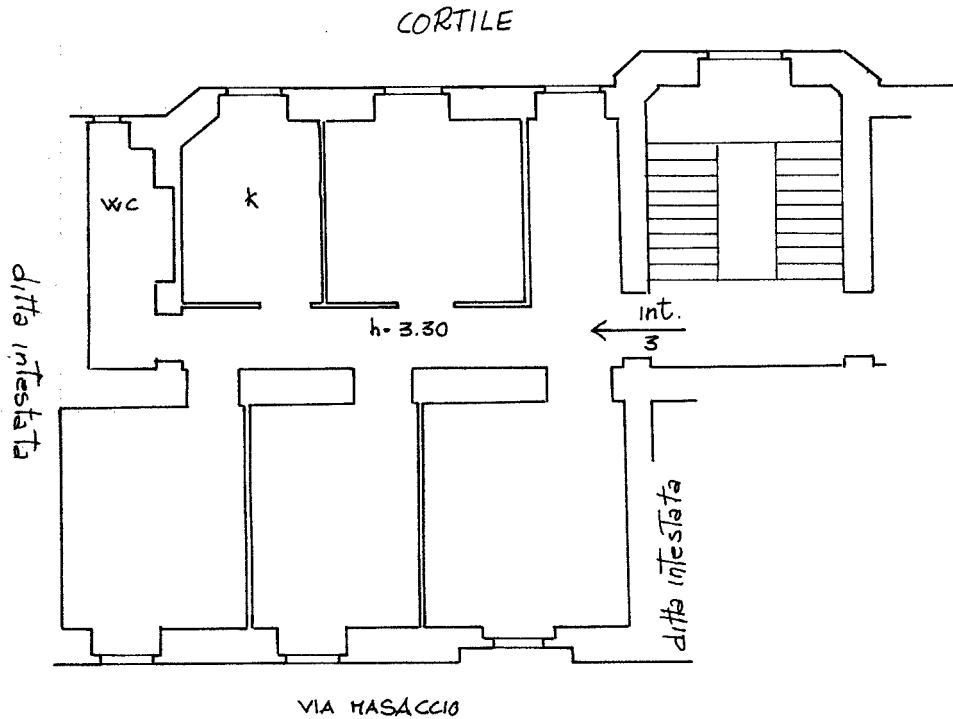 CORTILE
WC
K
h= 3.30
int.
3
ditta intestata
ditta intestata
VIA MASACCIO